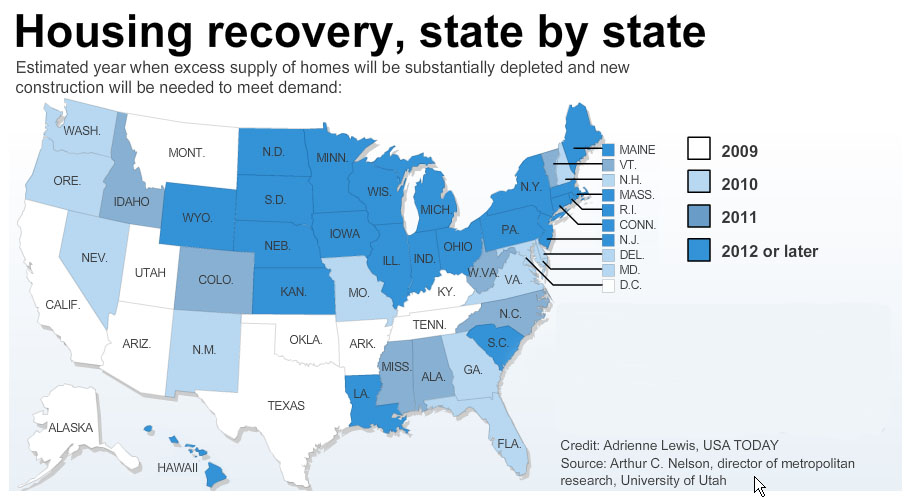 Housing recovery, state by state
Estimated year when excess supply of homes will be substantially depleted and new
construction will be needed to meet demand:
WASH.
MONT.
N.D.
MINN.
ORE.
IDAHO
WYO.
S.D.
WIS.
MICH.
N.Y.
NEV.
UTAH
COLO.
NEB.
IOWA
ILL.
IND.
OHIO
PA.
CALIF.
KAN.
MO.
KY.
W.VA.
VA.
ARIZ.
N.M.
OKLA.
ARK.
TENN.
N.C.
S.C.
TEXAS
LA.
MISS.
ALA.
GA.
FLA.
ALASKA
HAWAII
MAINE
VT.
N.H.
MASS.
R.I.
CONN.
N.J.
DEL.
MD.
D.C.
2009
2010
2011
2012 or later
Credit: Adrienne Lewis, USA TODAY
Source: Arthur C. Nelson, director of metropolitan
research, University of Utah